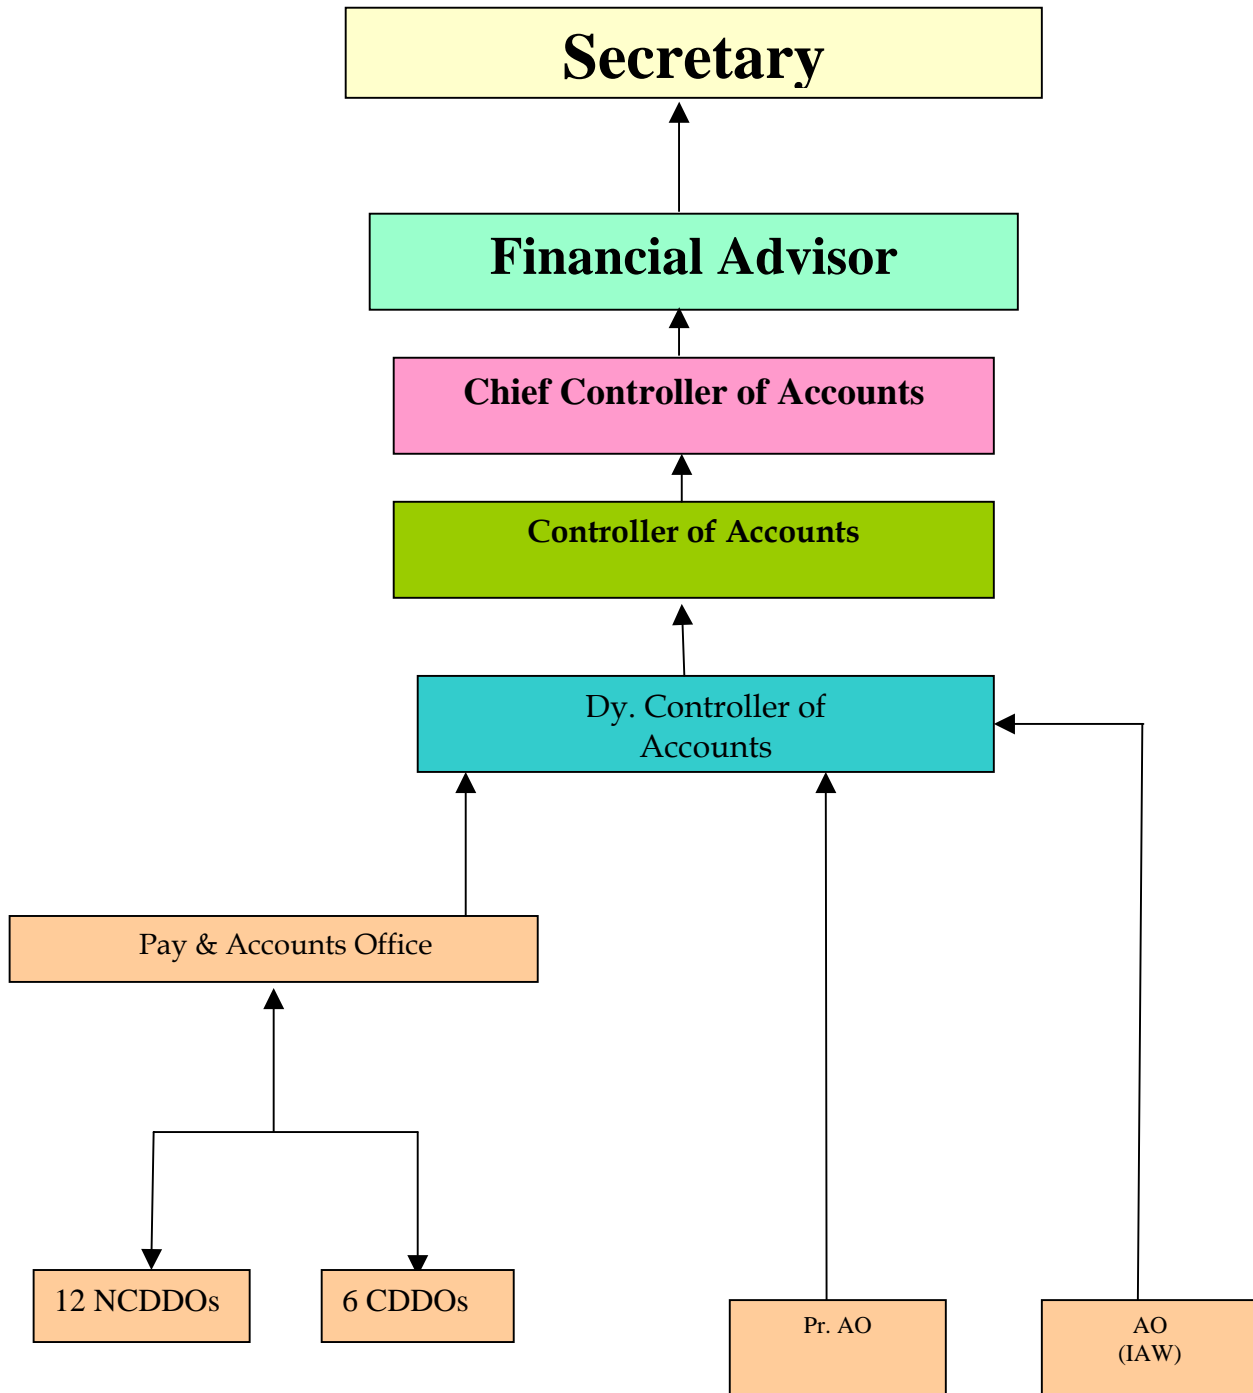 Secretary
Financial Advisor
Chief Controller of Accounts
Controller of Accounts
Dy. Controller of
Accounts
Pay & Accounts Office
12 NCDDOs
6 CDDOs
Pr. AO
AO
(IAW)